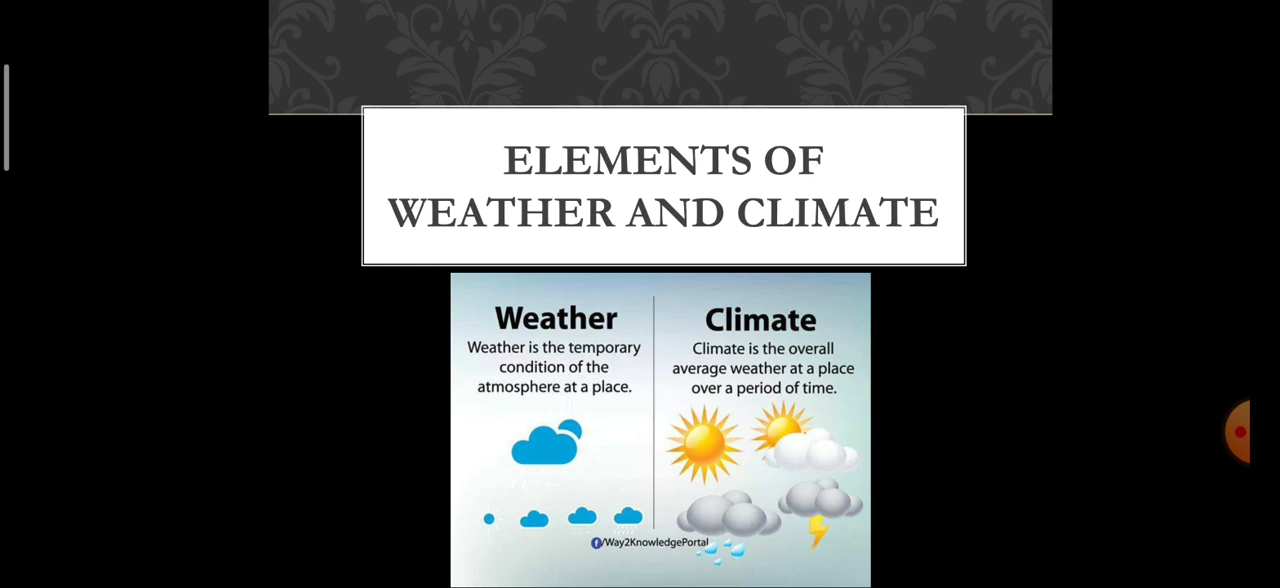 ELEMENTS OF
WEATHER AND CLIMATE
Weather
Weather is the temporary
condition of the
atmosphere at a place.
Climate
Climate is the overall
average weather at a place
over a period of time.
f/Way2KnowledgePortal